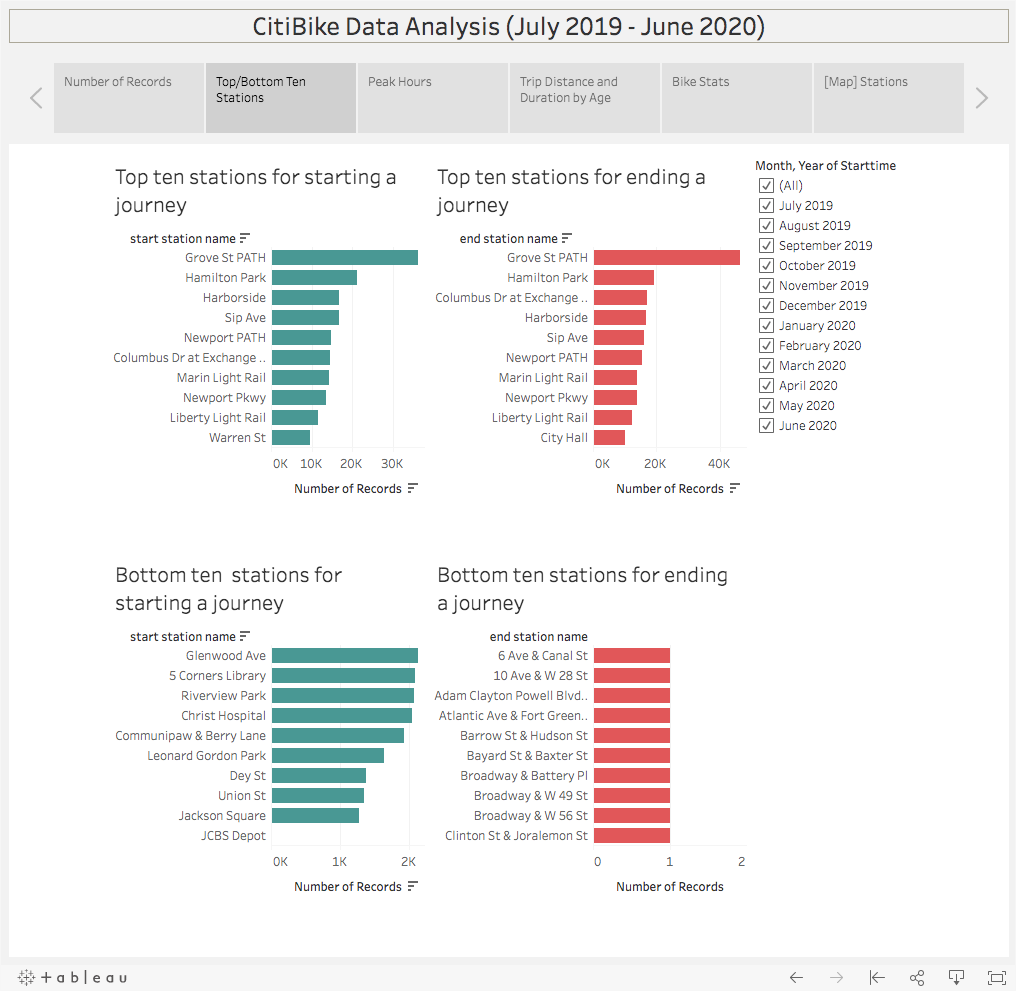 CitiBike Data Analysis (July 2019 - June 2020)
Number of Records
Top/Bottom Ten
Stations
Peak Hours
Trip Distance and
Duration by Age
Bike Stats
[Map] Stations
Top ten stations for starting a
journey
start station name
Grove St PATH
Hamilton Park
Harborside
Sip Ave
Newport PATH
Columbus Dr at Exchange ..
Marin Light Rail
Newport Pkwy
Liberty Light Rail
Warren St
0K 10K 20K 30K
Number of Records
Top ten stations for ending a
journey
end station name
Grove St PATH
Hamilton Park
Columbus Dr at Exchange ..
Harborside
Sip Ave
Newport PATH
Marin Light Rail
Newport Pkwy
Liberty Light Rail
City Hall
0K 20K 40K
Number of Records
Month, Year of Starttime
(All)
July 2019
August 2019
September 2019
October 2019
November 2019
December 2019
January 2020
February 2020
March 2020
April 2020
May 2020
June 2020
Bottom ten  stations for
starting a journey
start station name
Glenwood Ave
5 Corners Library
Riverview Park
Christ Hospital
Communipaw & Berry Lane
Leonard Gordon Park
Dey St
Union St
Jackson Square
JCBS Depot
0K 1K 2K
Number of Records
Bottom ten stations for ending
a journey
end station name
6 Ave & Canal St
10 Ave & W 28 St
Adam Clayton Powell Blvd..
Atlantic Ave & Fort Green..
Barrow St & Hudson St
Bayard St & Baxter St
Broadway & Battery Pl
Broadway & W 49 St
Broadway & W 56 St
Clinton St & Joralemon St
0 1 2
Number of Records
+ a b l e a u